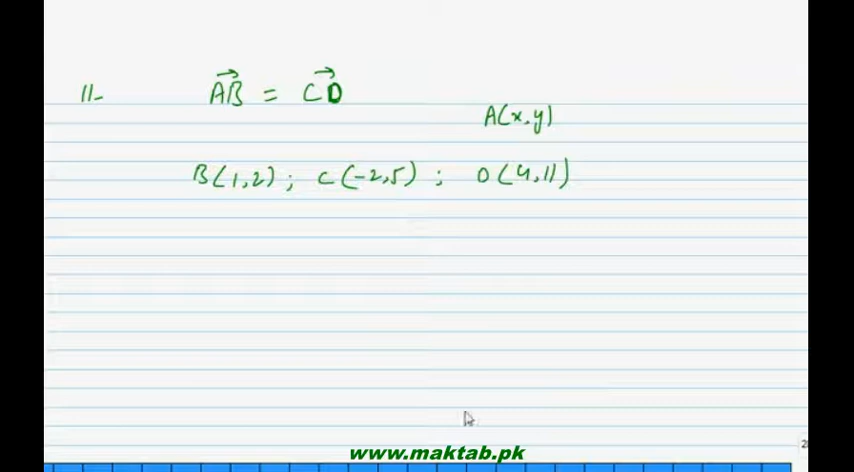 11- AB = CD
A(x,y)
B(1,2) ; C(-2,5) ; D(4,11)
www.maktab.pk